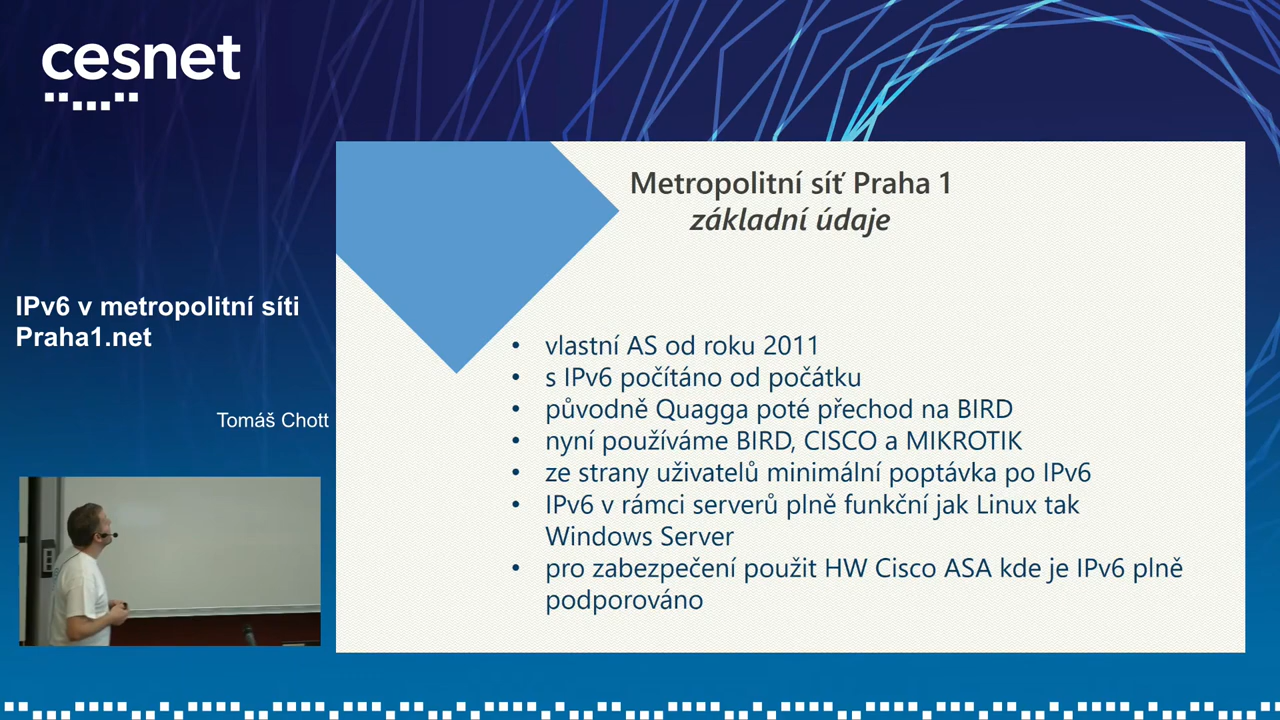 cesnet
IPv6 v metropolitní síti
Praha1.net
Tomáš Chott
Metropolitní síť Praha 1
základní údaje
• vlastní AS od roku 2011
• s IPv6 počítáno od počátku
• původně Quagga poté přechod na BIRD
• nyní používáme BIRD, CISCO a MIKROTIK
• ze strany uživatelů minimální poptávka po IPv6
• IPv6 v rámci serverů plně funkční jak Linux tak
Windows Server
• pro zabezpečení použit HW Cisco ASA kde je IPv6 plně
podporováno